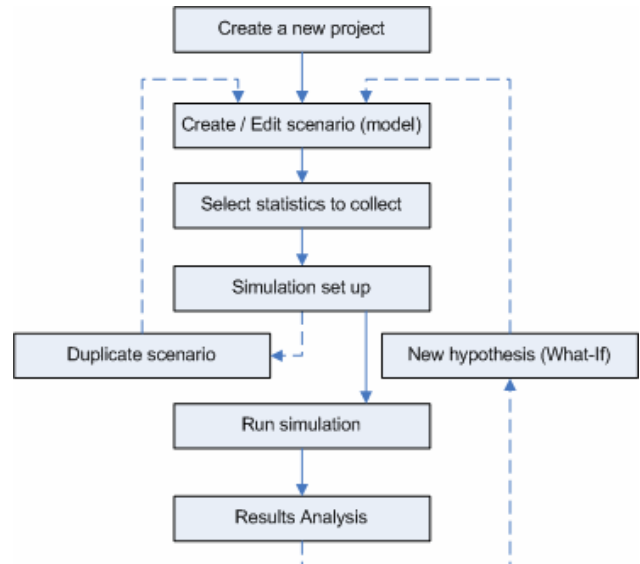 Create a new project
Create / Edit scenario (model)
Select statistics to collect
Simulation set up
Duplicate scenario
New hypothesis (What-If)
Run simulation
Results Analysis